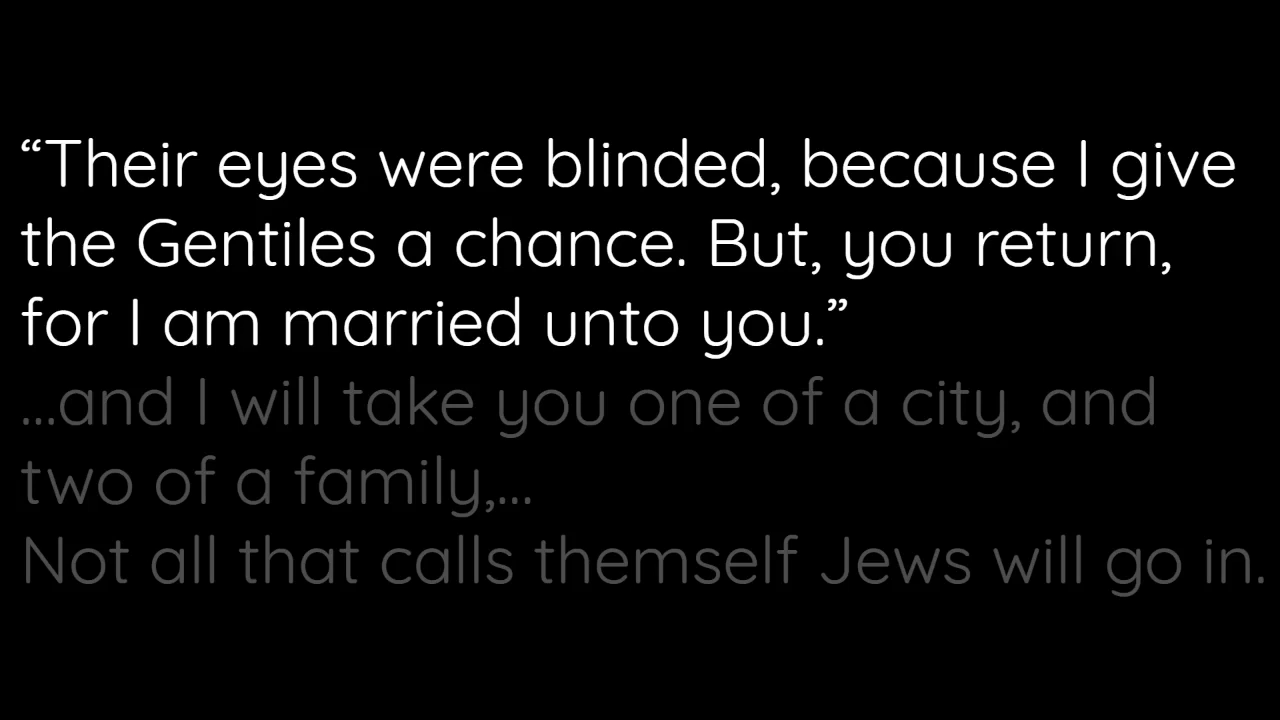 “Their eyes were blinded, because I give
the Gentiles a chance. But, you return,
for I am married unto you.”
...and I will take you one of a city, and
two of a family,...
Not all that calls themself Jews will go in.